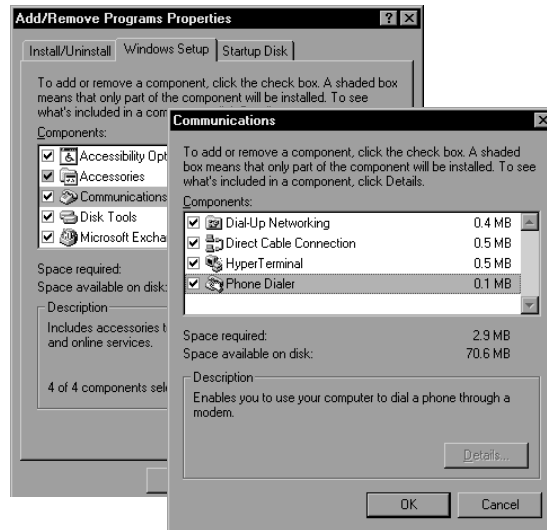 Add/Remove Programs Properties
Install/Uninstall Windows Setup Startup Disk
To add or remove a component, click the check box. A shaded box
means that only part of the component will be installed. To see
what's included in a com
Components:
Accessibility Opt
Accessories
Communications
Disk Tools
Microsoft Excha
Space required:
Space available on disk:
Description
Includes accessories t
and online services.
4 of 4 components sele
Communications
To add or remove a component, click the check box. A shaded
box means that only part of the component will be installed. To see
what's included in a component, click Details.
Components:
Dial-Up Networking 0.4 MB
Direct Cable Connection 0.5 MB
HyperTerminal 0.5 MB
Phone Dialer 0.1 MB
Space required: 2.9 MB
Space available on disk: 70.6 MB
Description
Enables you to use your computer to dial a phone through a
modem.
Details...
OK Cancel